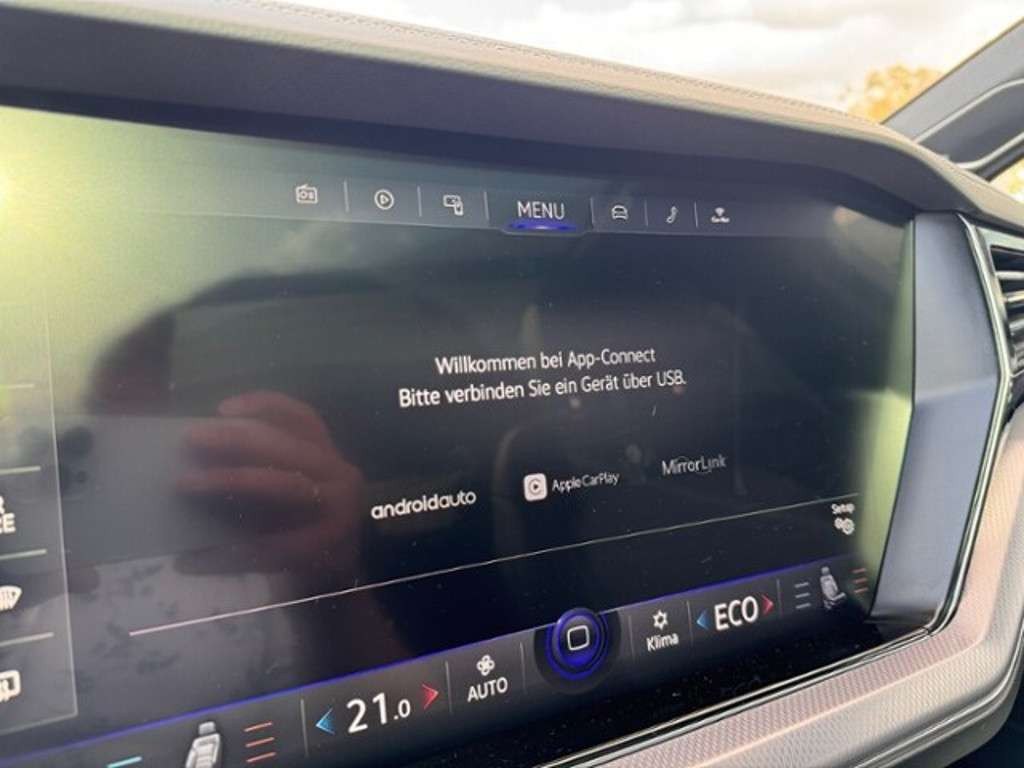 MENU
Willkommen bei App-Connect
Bitte verbinden Sie ein Gerät über USB.
androidauto
Apple CarPlay
MirrorLink
Setup
21.0
AUTO
Klima
ECO